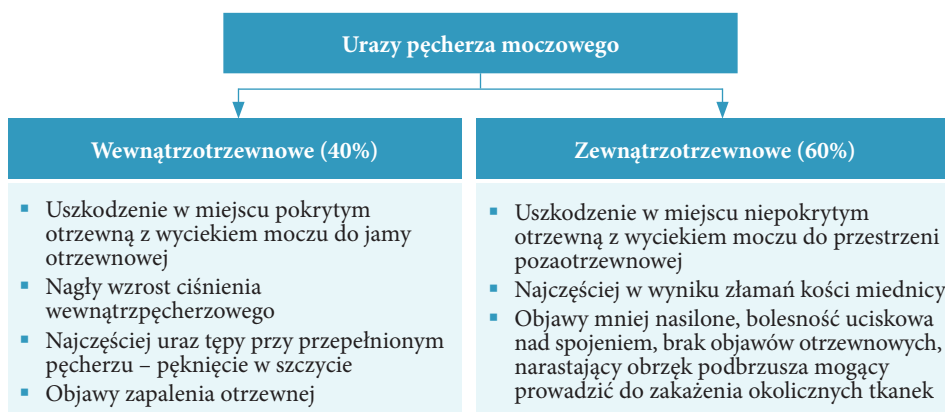 Urazy pęcherza moczowego
Wewnątrzotrzewnowe (40%)
▪ Uszkodzenie w miejscu pokrytym
otrzewną z wyciekiem moczu do jamy
otrzewnowej
▪ Nagły wzrost ciśnienia
wewnątrzpęcherzowego
▪ Najczęściej uraz tępy przy przepełnionym
pęcherzu – pęknięcie w szczycie
▪ Objawy zapalenia otrzewnej
Zewnątrzotrzewnowe (60%)
▪ Uszkodzenie w miejscu niepokrytym
otrzewną z wyciekiem moczu do przestrzeni
pozaotrzewnowej
▪ Najczęściej w wyniku złamań kości miednicy
▪ Objawy mniej nasilone, bolesność uciskowa
nad spojeniem, brak objawów otrzewnowych,
narastający obrzęk podbrzusza mogący
prowadzić do zakażenia okolicznych tkanek